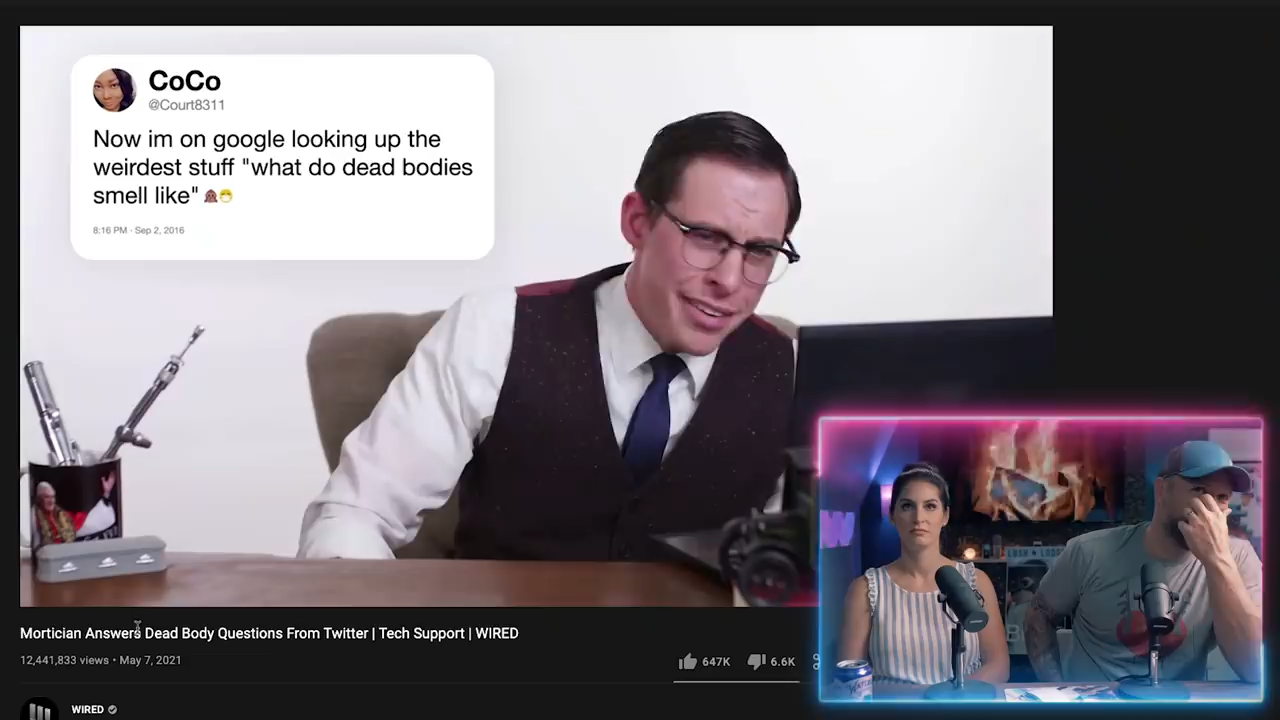 CoCo
@Court8311
Now im on google looking up the
weirdest stuff "what do dead bodies
smell like"
8:16 PM - Sep 2, 2016
Mortician Answers Dead Body Questions From Twitter | Tech Support | WIRED
12,441,833 views • May 7, 2021
647K
6.6K
WIRED